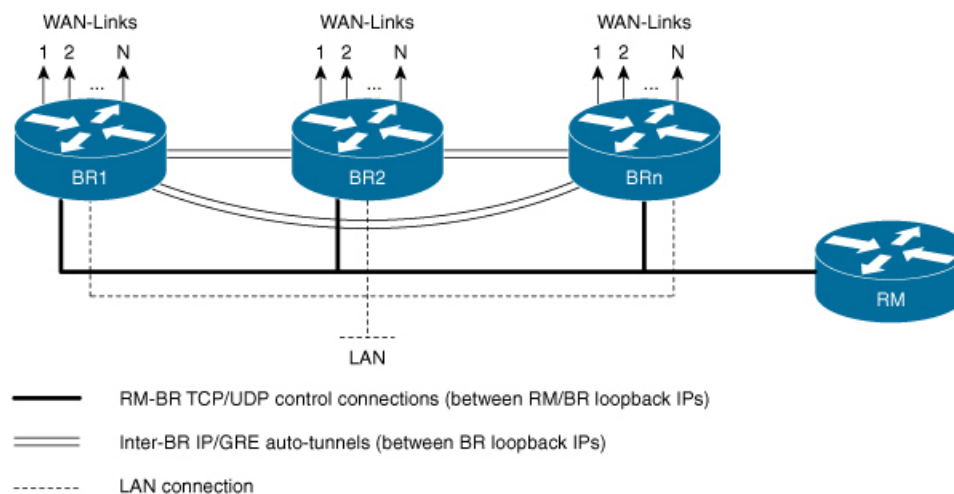 WAN-Links WAN-Links WAN-Links
1 2 ... N 1 2 ... N 1 2 ... N
BR1 BR2 BRn
RM
LAN
RM-BR TCP/UDP control connections (between RM/BR loopback IPs)
Inter-BR IP/GRE auto-tunnels (between BR loopback IPs)
LAN connection